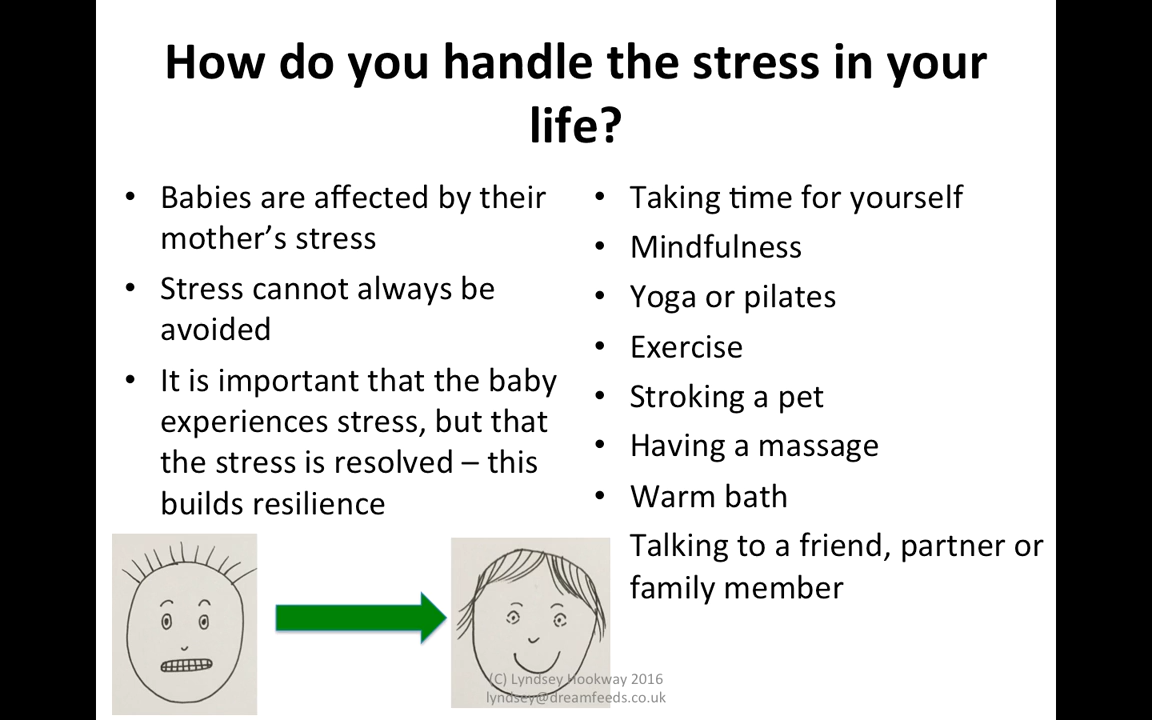 How do you handle the stress in your
life?
• Babies are affected by their
mother’s stress
• Stress cannot always be
avoided
• It is important that the baby
experiences stress, but that
the stress is resolved – this
builds resilience
• Taking time for yourself
• Mindfulness
• Yoga or pilates
• Exercise
• Stroking a pet
• Having a massage
• Warm bath
Talking to a friend, partner or
family member
(C) Lyndsey Hookway 2016
lyndsey@dreamfeeds.co.uk